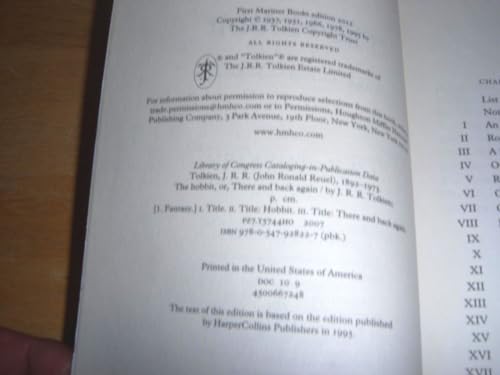 First Mariner Books edition 2012
Copyright © 1937, 1951, 1966, 1978, 1995 by
The J.R.R. Tolkien Copyright Trust
ALL RIGHTS RESERVED
® and "Tolkien"® are registered trademarks of
The J.R.R. Tolkien Estate Limited
For information about permission to reproduce selections from this book, write to
trade.permissions@hmhco.com or to Permissions, Houghton Mifflin Harcourt
Publishing Company, 3 Park Avenue, 19th Floor, New York, New York
www.hmhco.com
Library of Congress Cataloging-in-Publication Data
Tolkien, J. R. R. (John Ronald Reuel), 1892-1973.
The hobbit, or, There and back again / by J. R. R. Tolkien;
p. cm.
[1. Fantasy.] I. Title. II. Title: Hobbit. III. Title: There and back again.
PZ7.T5744HO 2007
ISBN 978-0-547-92822-7 (pbk.)
Printed in the United States of America
DOC 10 9
4500667248
The text of this edition is based on the edition published
by HarperCollins Publishers in 1995.
CHA
List
I An
II Ro
III A
IV O
V R
VI
VII
VIII
IX
X
XI
XII
XIII
XIV
XV
XVI
XVII